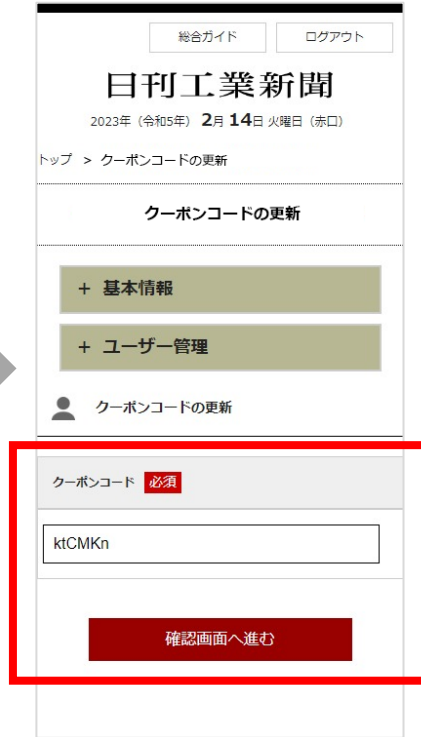 総合ガイド ログアウト
日刊工業新聞
2023年（令和5年） 2月 14日 火曜日（赤口）
トップ > クーポンコードの更新
クーポンコードの更新
+ 基本情報
+ ユーザー管理
クーポンコードの更新
クーポンコード 必須
ktCMKn
確認画面へ進む